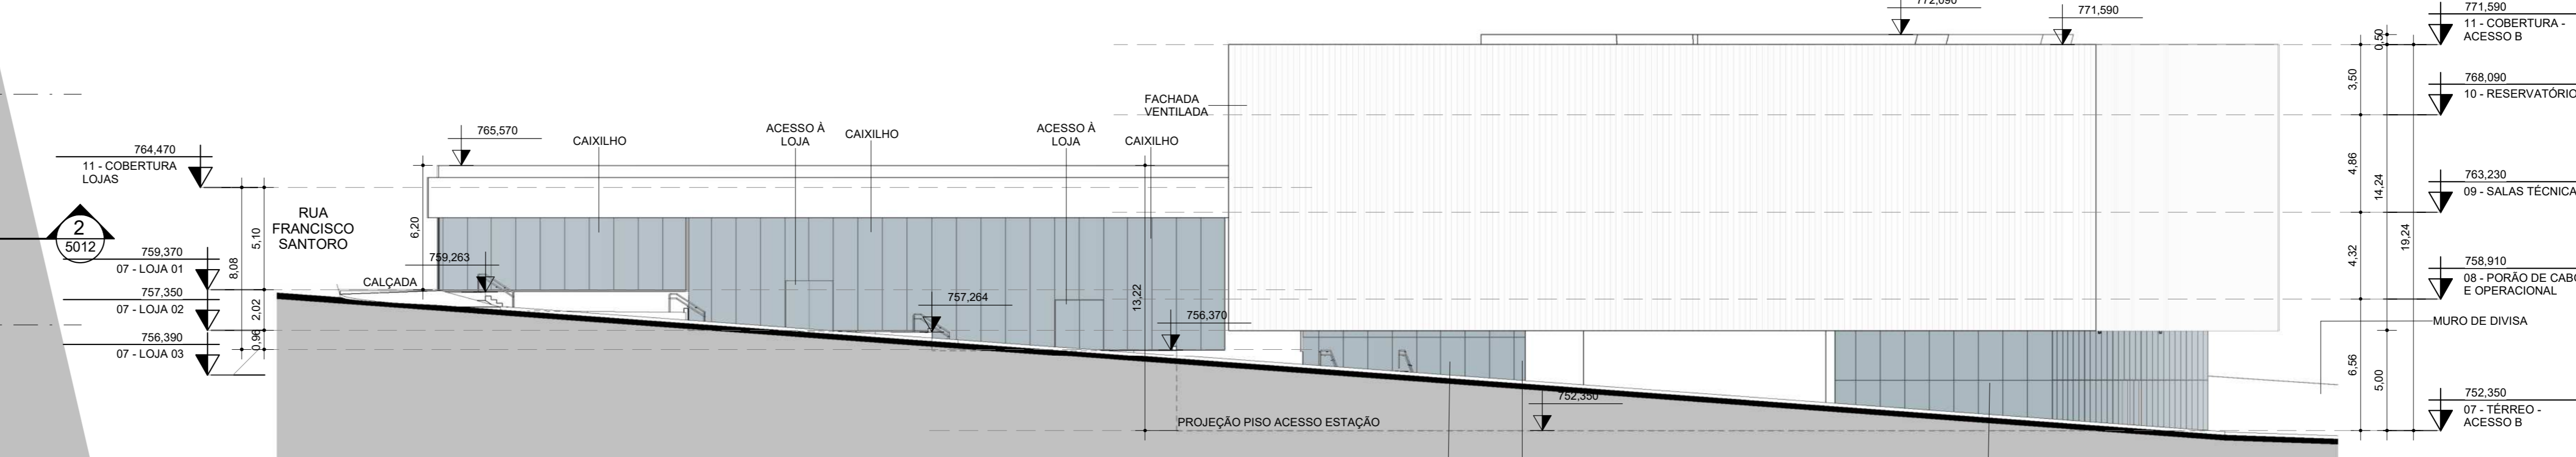 764,470
11 - COBERTURA
LOJAS
2
5012
759,370
07 - LOJA 01
757,350
07 - LOJA 02
756,390
07 - LOJA 03
8,08
5,10
2,02
0,96
RUA
FRANCISCO
SANTORO
CALÇADA
6,20
765,570
759,263
CAIXILHO
ACESSO À
LOJA
CAIXILHO
757,264
ACESSO À
LOJA
CAIXILHO
13,22
756,370
FACHADA
VENTILADA
PROJEÇÃO PISO ACESSO ESTAÇÃO
752,350
772,090
771,590
0,50
3,50
4,86
14,24
4,32
19,24
6,56
5,00
771,590
11 - COBERTURA -
ACESSO B
768,090
10 - RESERVATÓRIO
763,230
09 - SALAS TÉCNICA
758,910
08 - PORÃO DE
E OPERACIONAL
MURO DE DIVISA
752,350
07 - TÉRREO -
ACESSO B